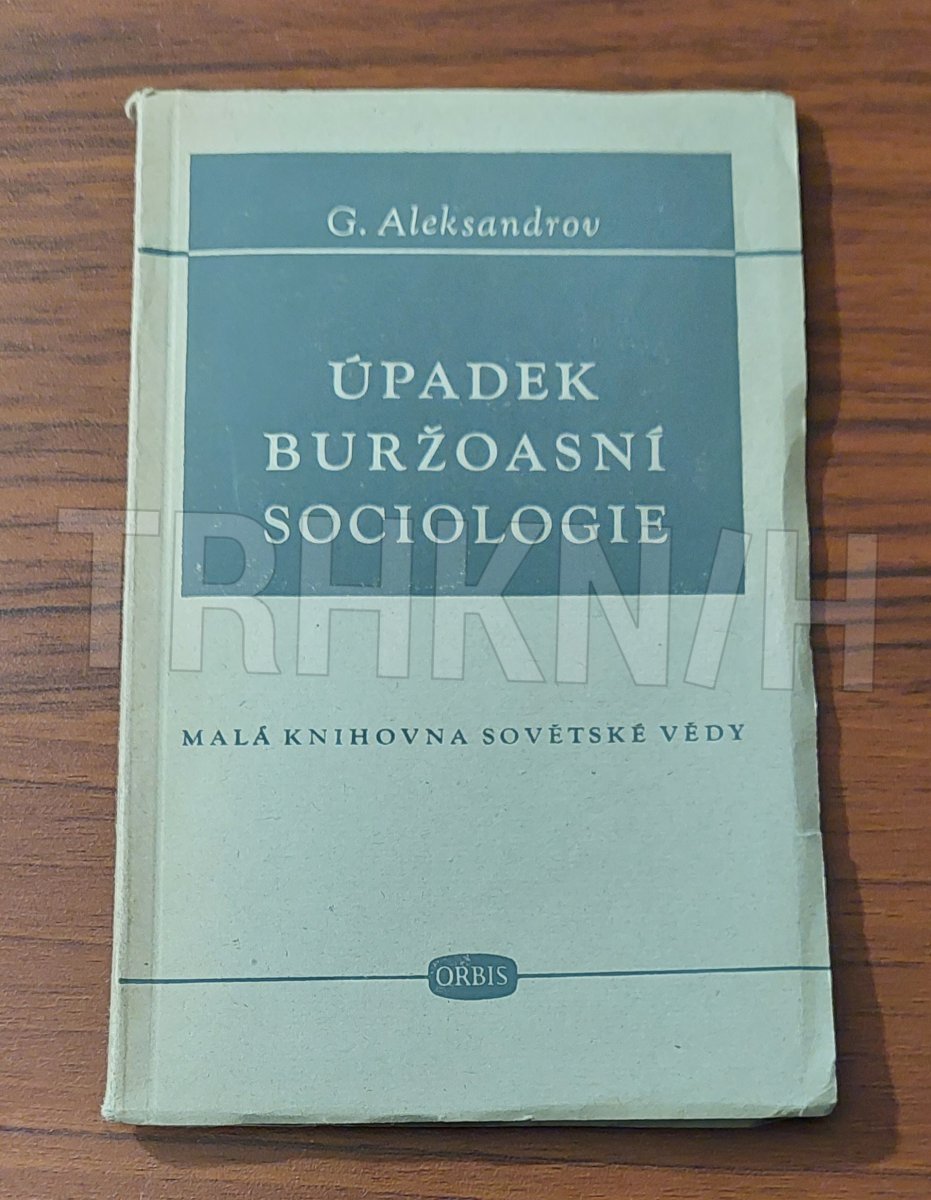 G. Aleksandrov
ÚPADEK
BURŽOASNÍ
SOCIOLOGIE
TRHKNIH
MALÁ KNIHOVNA SOVĚTSKÉ VĚDY
ORBIS